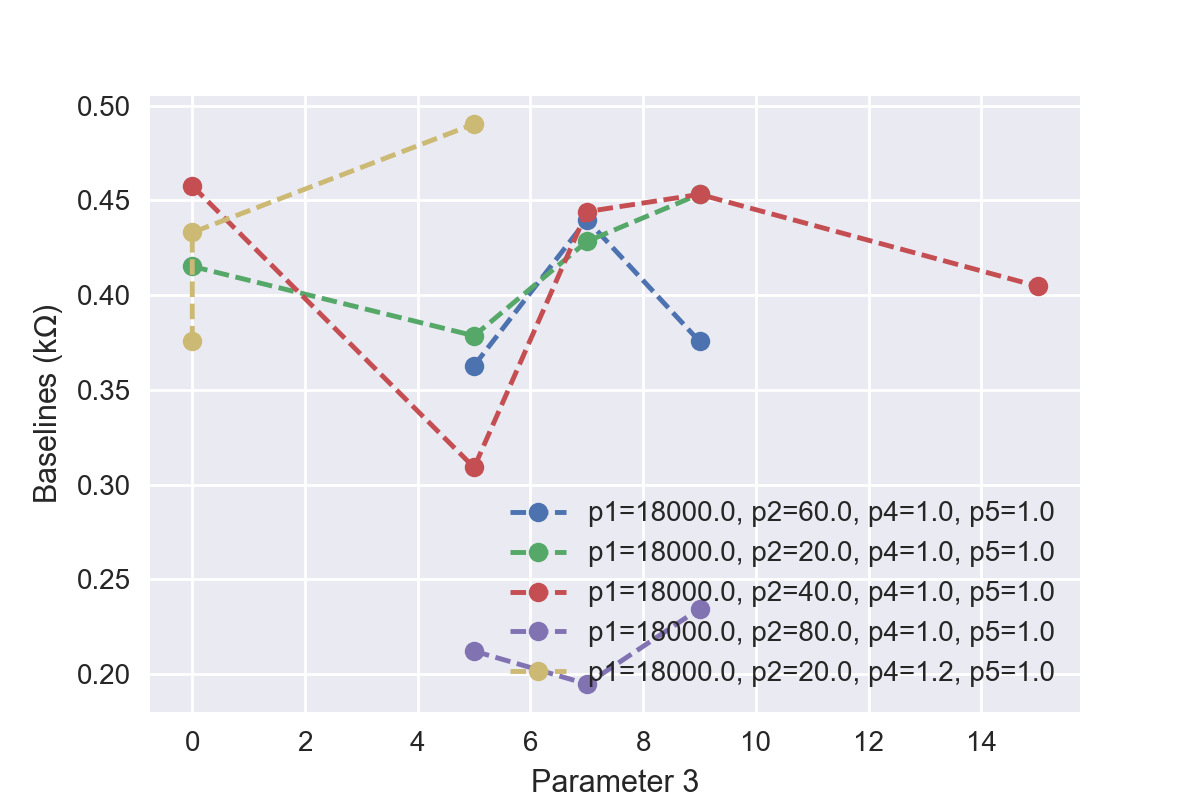 0.50
0.45
0.40
0.35
0.30
0.25
0.20
Baselines (kΩ)
p1=18000.0, p2=60.0, p4=1.0, p5=1.0
p1=18000.0, p2=20.0, p4=1.0, p5=1.0
p1=18000.0, p2=40.0, p4=1.0, p5=1.0
p1=18000.0, p2=80.0, p4=1.0, p5=1.0
p1=18000.0, p2=20.0, p4=1.2, p5=1.0
0 2 4 6 8 10 12 14
Parameter 3